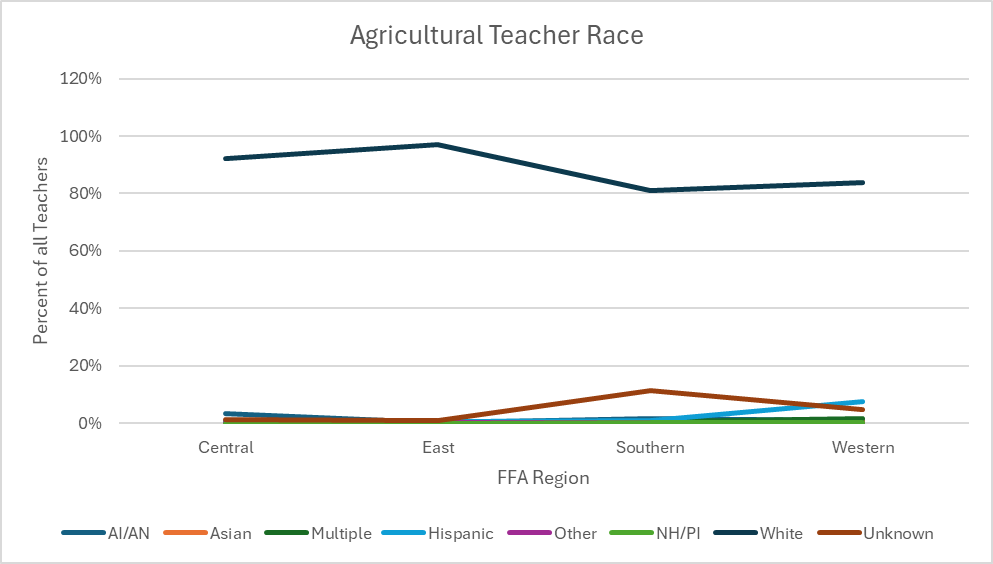 Agricultural Teacher Race
120%
100%
80%
60%
40%
20%
0%
Percent of all Teachers
Central East Southern Western
FFA Region
AI/AN Asian Multiple Hispanic Other NH/PI White Unknown